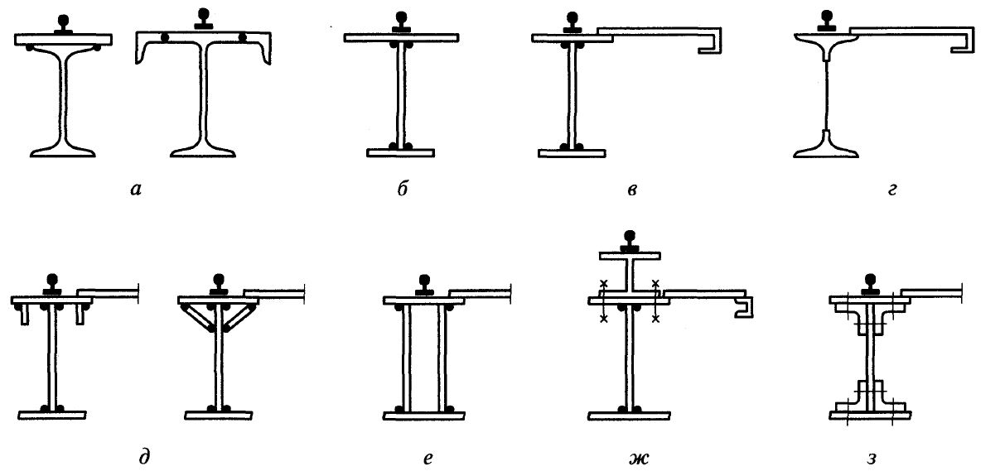 а б в г
д е ж з